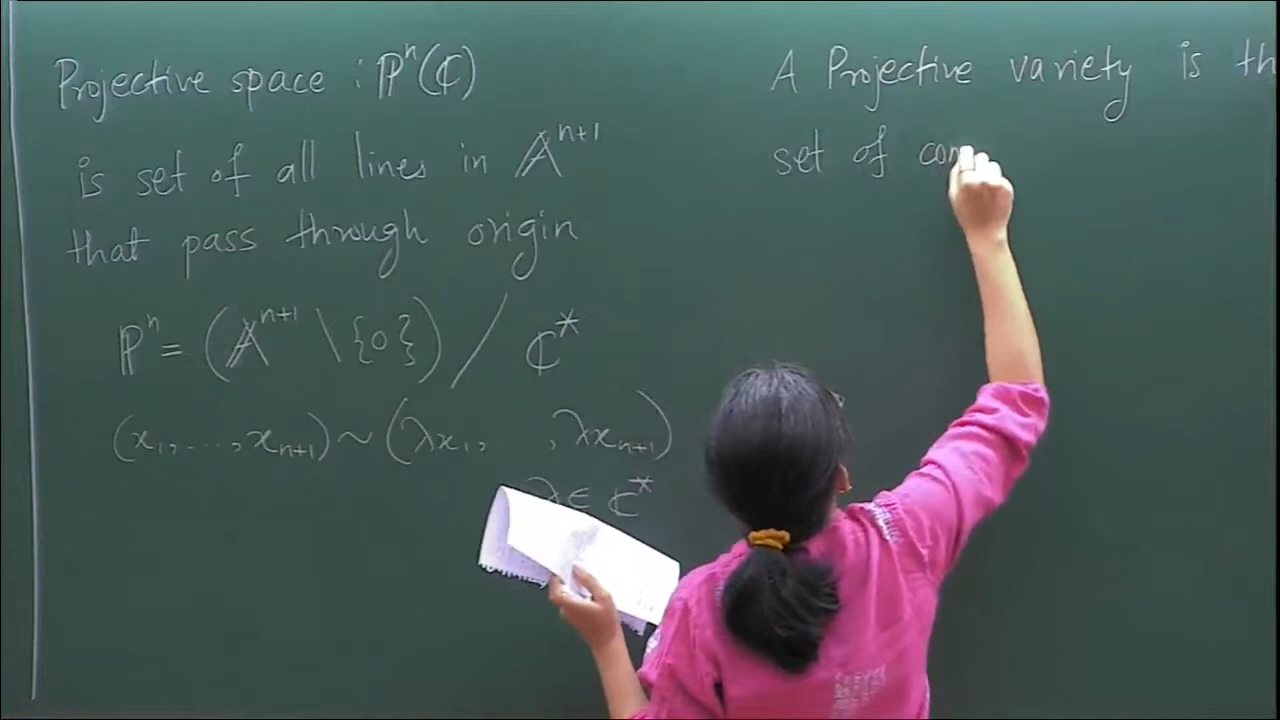 Projective space : ℙⁿ(ℂ)
is set of all lines in 𝔸ⁿ⁺¹
that pass through origin
ℙⁿ = (𝔸ⁿ⁺¹ \ {0}) / ℂ*
(x₁, ..., xₙ₊₁) ~ (λx₁, , λxₙ₊₁)
λ ∈ ℂ*
A Projective variety is th
set of com